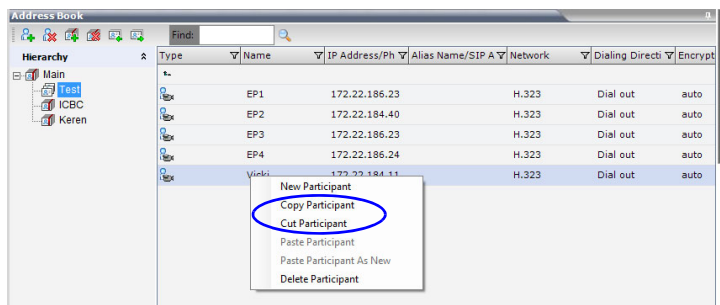 Address Book
Find:
Hierarchy
Type Name IP Address/Ph Alias Name/SIP A Network Dialing Directi Encrypt
Main
Test
ICBC
Keren
EP1 172.22.186.23 H.323 Dial out auto
EP2 172.22.184.40 H.323 Dial out auto
EP3 172.22.186.23 H.323 Dial out auto
EP4 172.22.186.24 H.323 Dial out auto
Vicki 172.22.184.11 H.323 Dial out auto
New Participant
Copy Participant
Cut Participant
Paste Participant
Paste Participant As New
Delete Participant